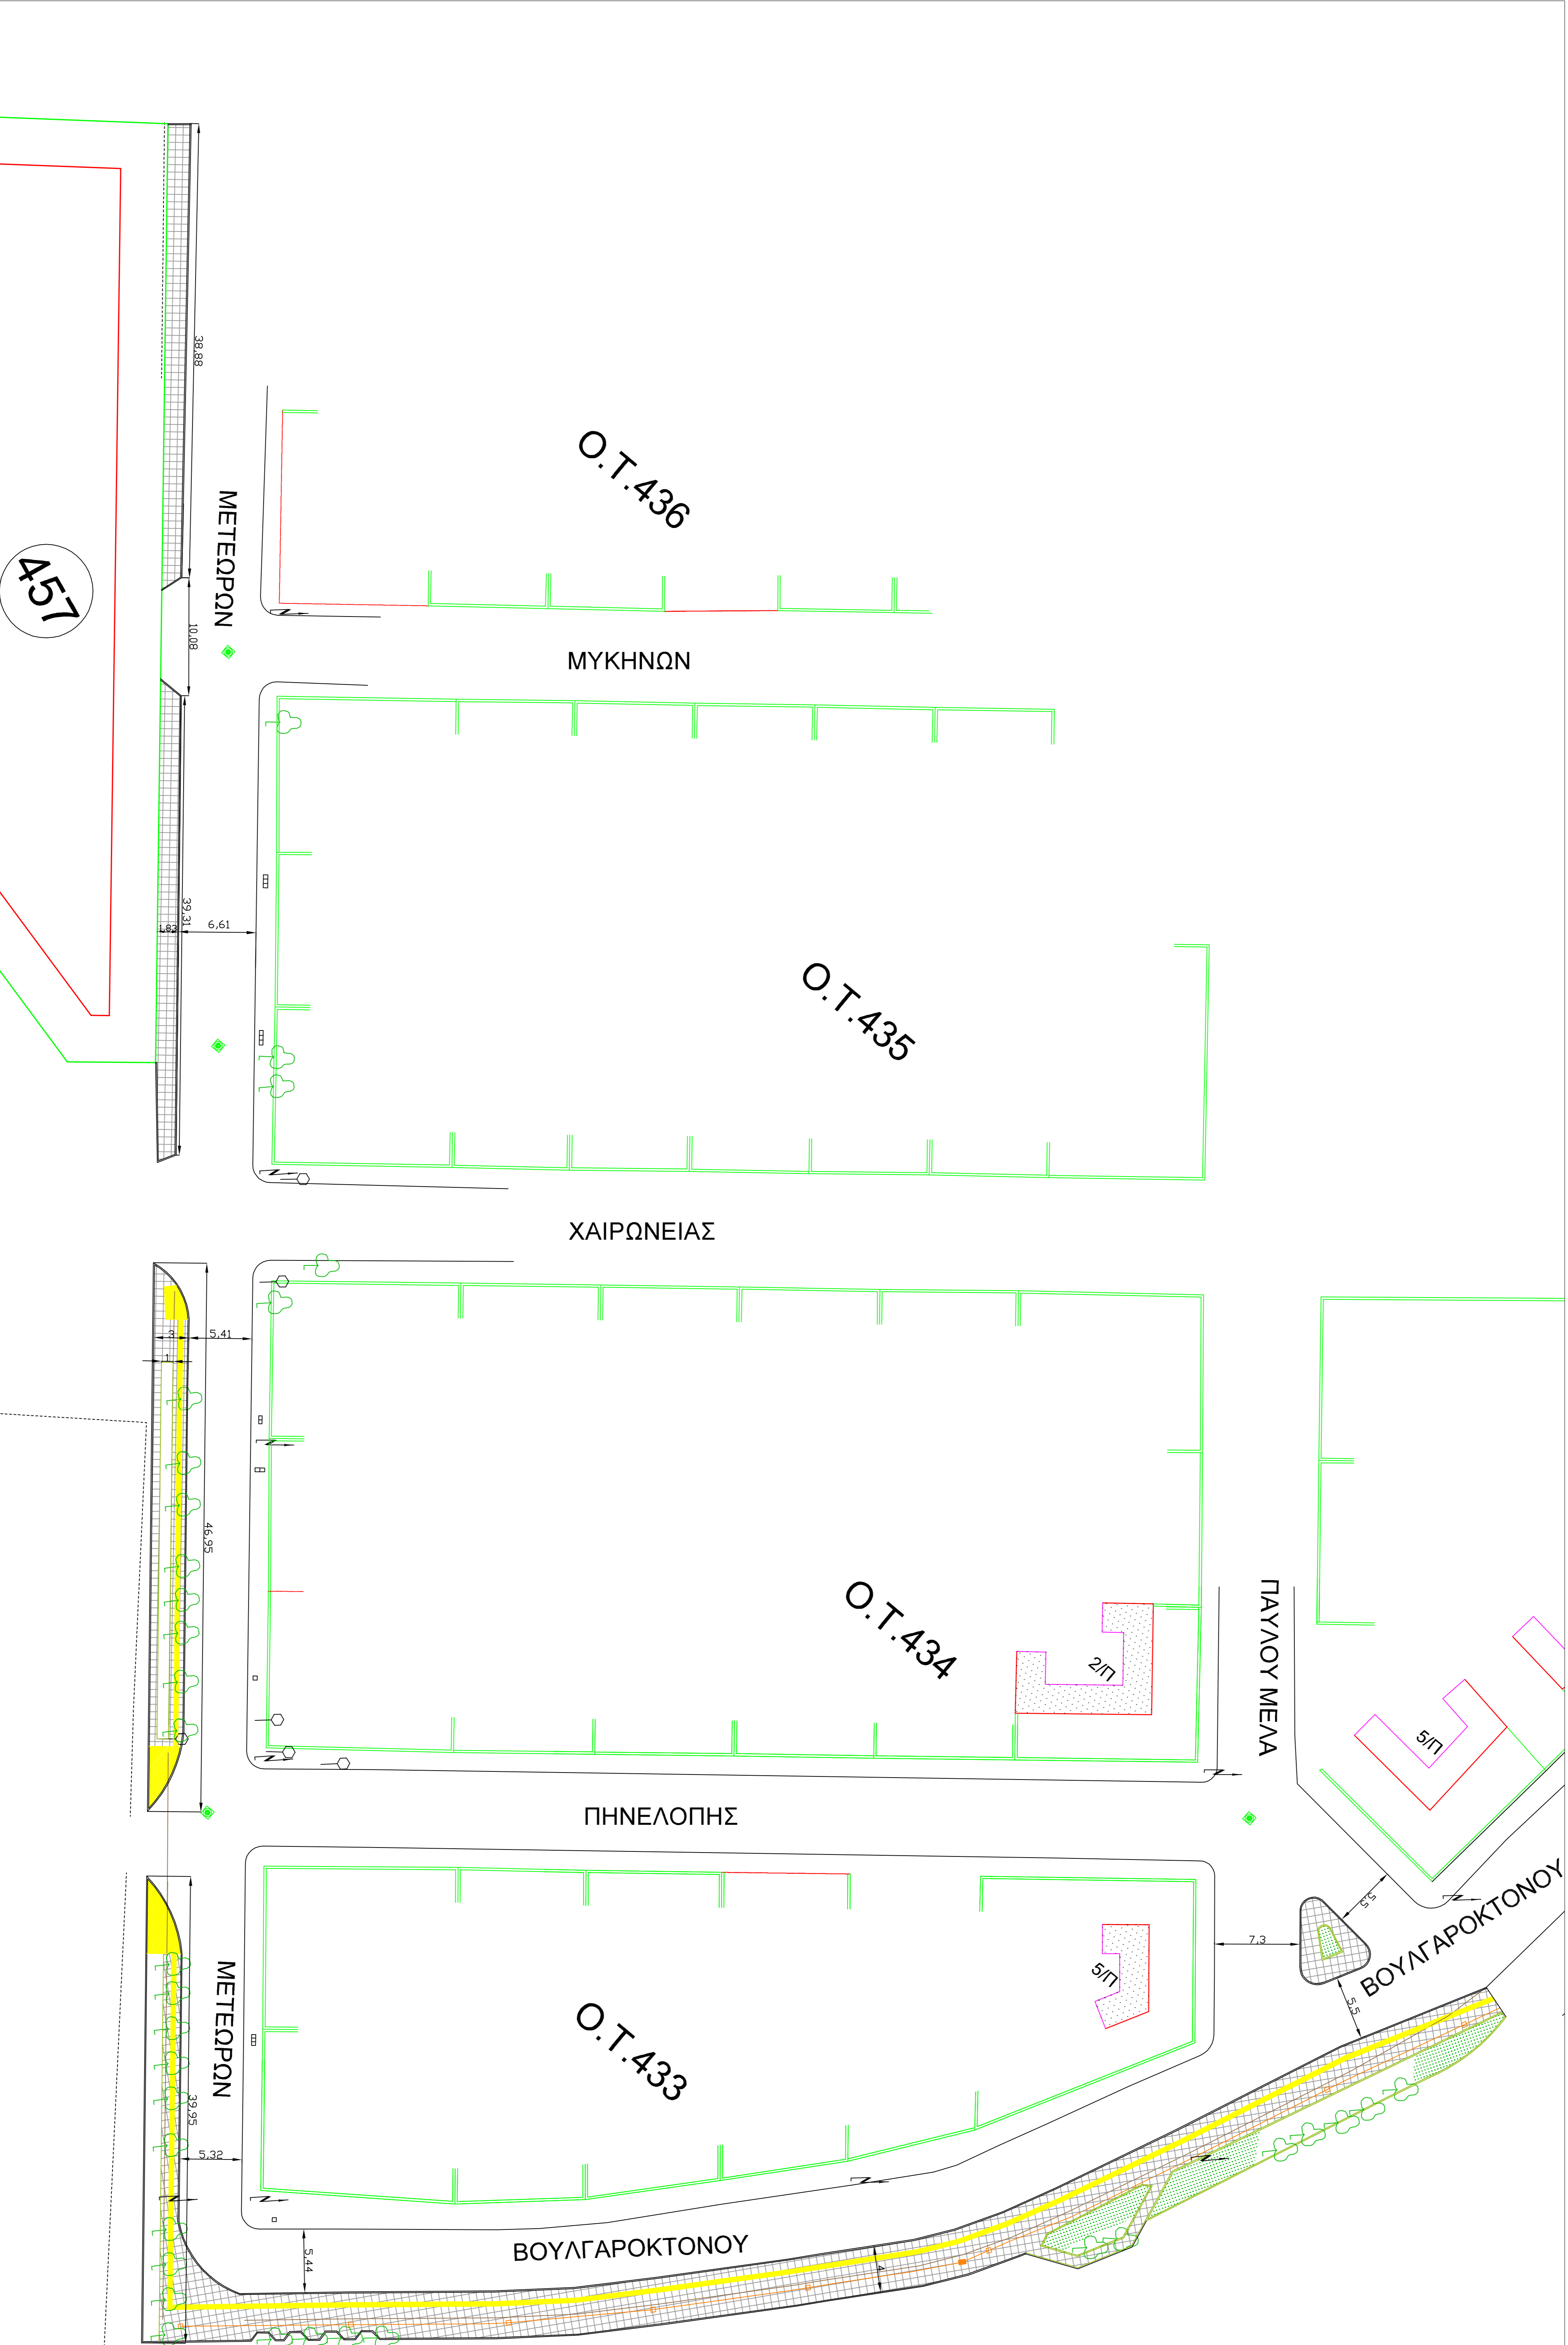 38,88
Ο.Τ.436
ΜΕΤΕΩΡΩΝ
457
10,08
ΜΥΚΗΝΩΝ
39,31
1,83
6,61
Ο.Τ.435
ΧΑΙΡΩΝΕΙΑΣ
3
5,41
1
46,95
Ο.Τ.434
2/Π
ΠΑΥΛΟΥ ΜΕΛΑ
5/Π
ΠΗΝΕΛΟΠΗΣ
5,5
ΒΟΥΛΓΑΡΟΚΤΟΝΟΥ
7,3
5/Π
5,5
ΜΕΤΕΩΡΩΝ
Ο.Τ.433
39,95
5,32
ΒΟΥΛΓΑΡΟΚΤΟΝΟΥ
5,44
4